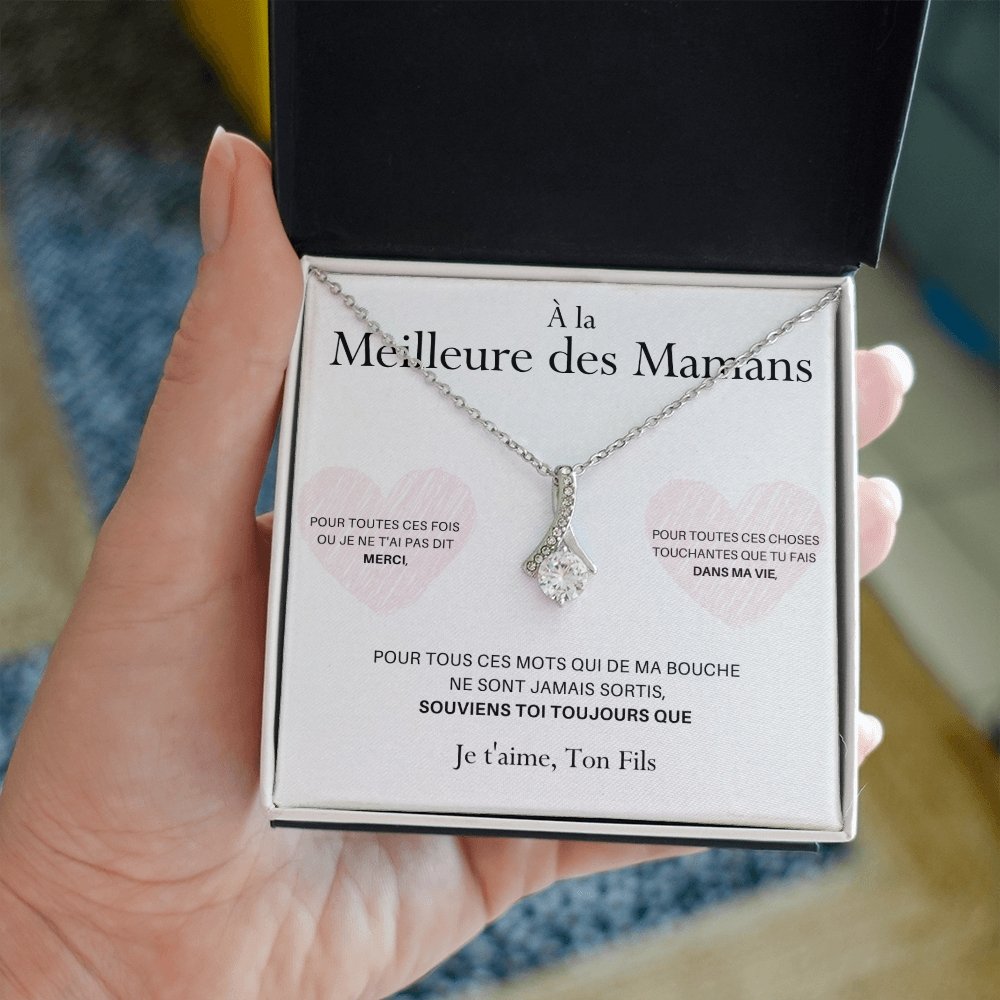 À la
Meilleure des Mamans
POUR TOUTES CES FOIS
OU JE NE T'AI PAS DIT
MERCI,
POUR TOUTES CES CHOSES
TOUCHANTES QUE TU FAIS
DANS MA VIE,
POUR TOUS CES MOTS QUI DE MA BOUCHE
NE SONT JAMAIS SORTIS,
SOUVIENS TOI TOUJOURS QUE
Je t'aime, Ton Fils